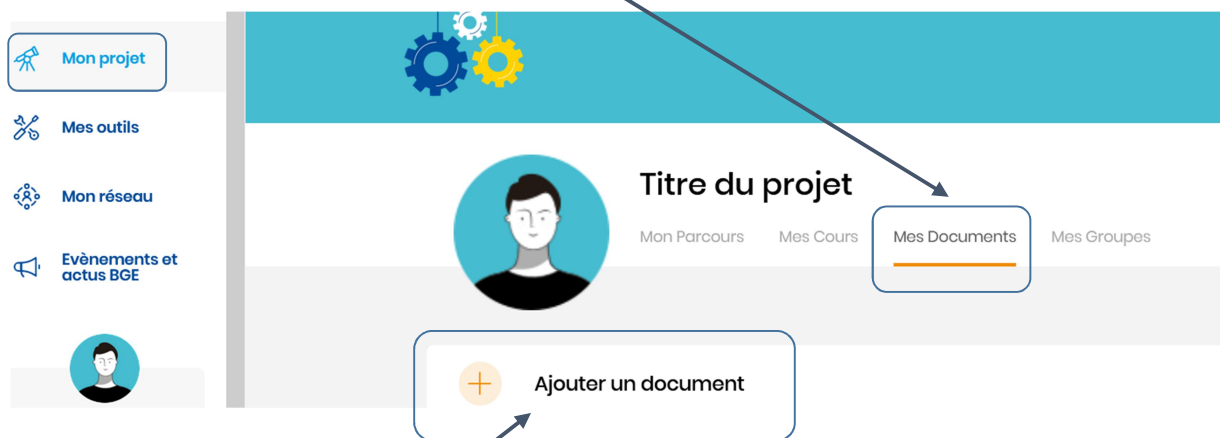 Mon projet
Mes outils
Mon réseau
Evènements et
actus BGE
Titre du projet
Mon Parcours Mes Cours Mes Documents Mes Groupes
Ajouter un document